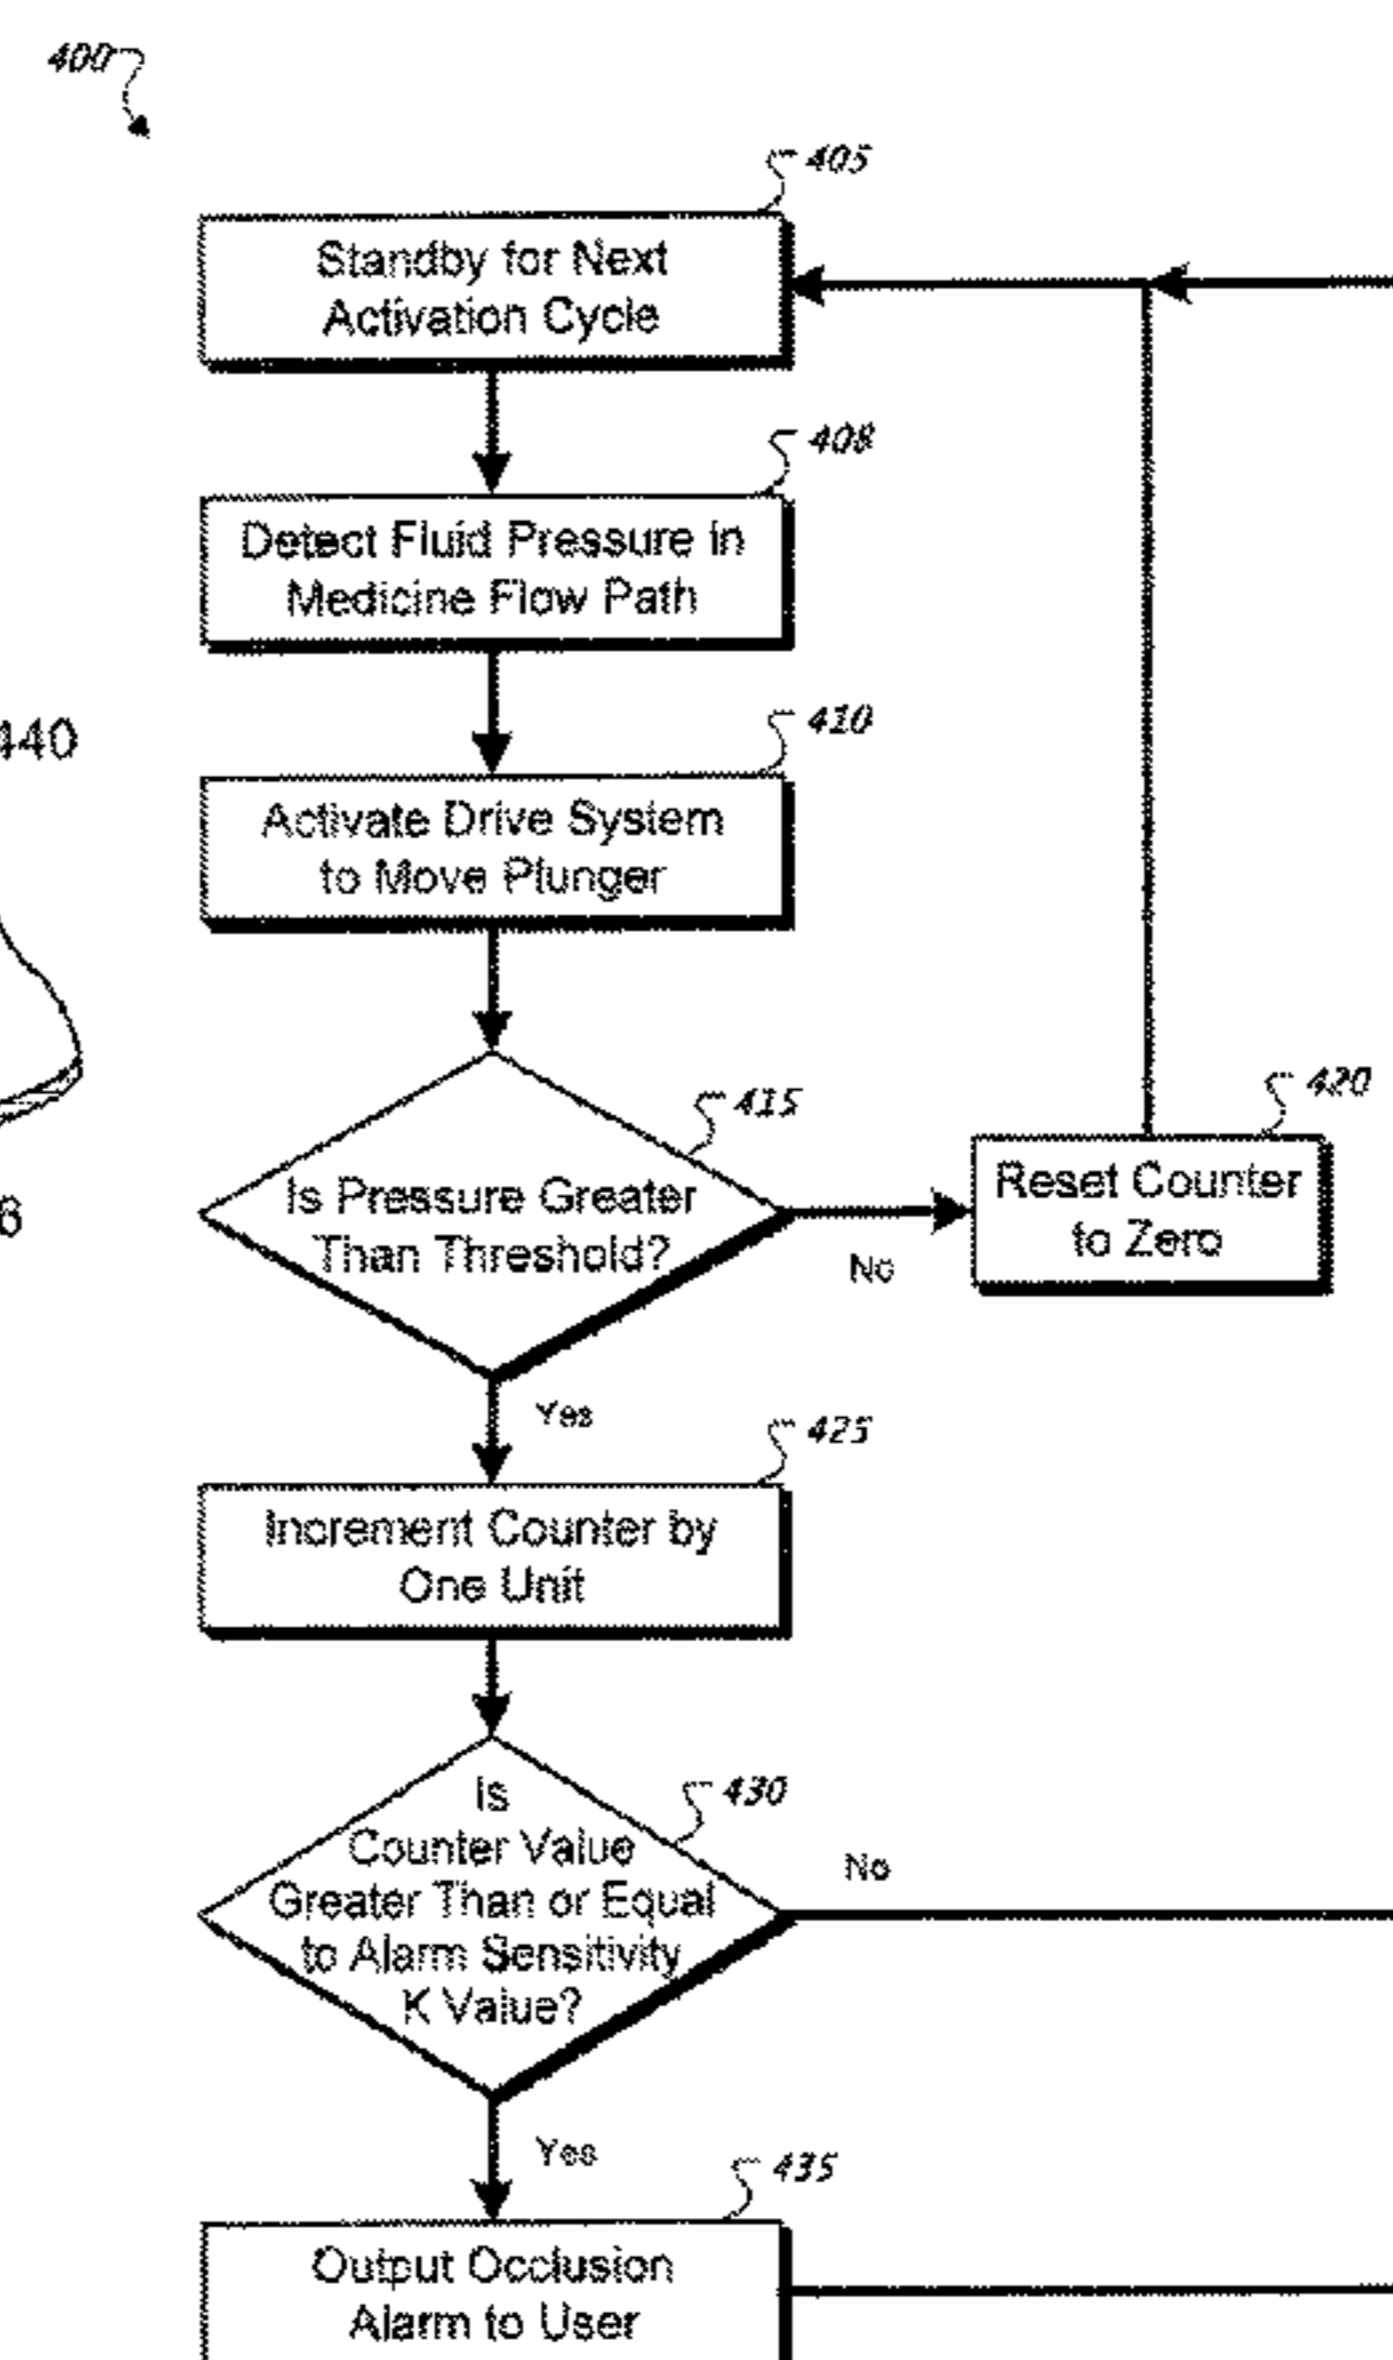 400
405
Standby for Next
Activation Cycle
408
Detect Fluid Pressure in
Medicine Flow Path
440
410
Activate Drive System
to Move Plunger
415
420
Is Pressure Greater
Than Threshold?
No
Reset Counter
to Zero
6
Yes
425
Increment Counter by
One Unit
430
Is
Counter Value
Greater Than or Equal
to Alarm Sensitivity
K Value?
No
Yes
435
Output Occlusion
Alarm to User